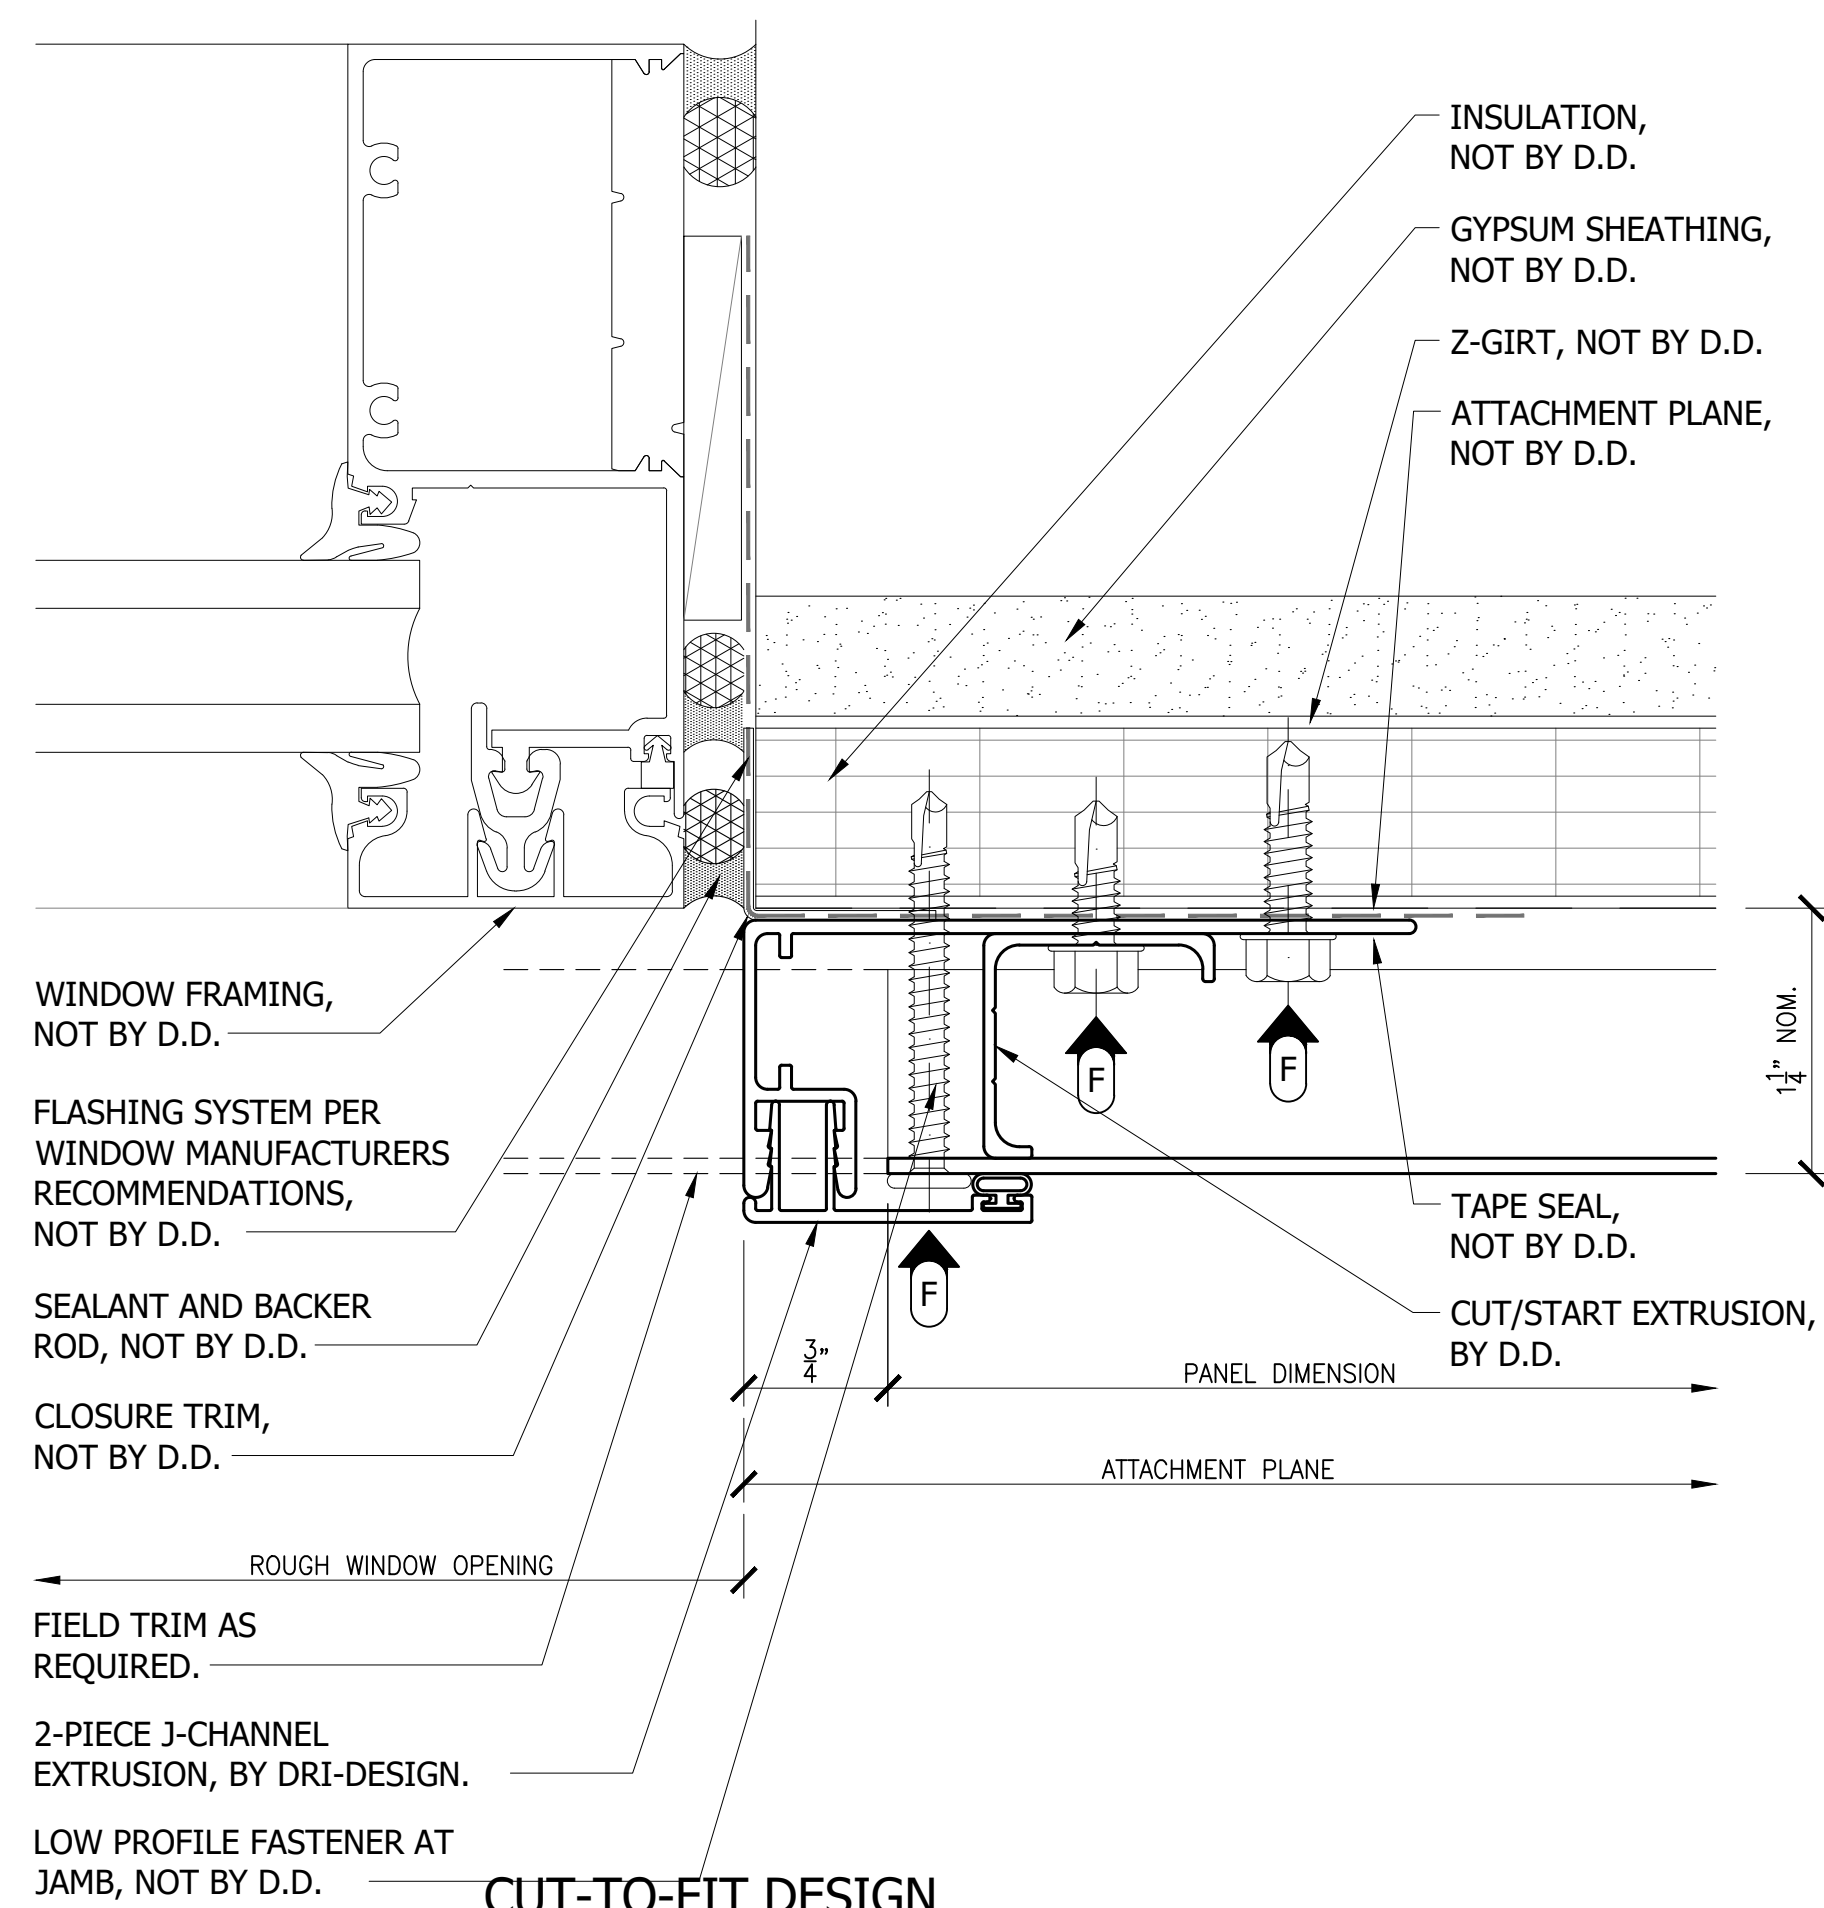 INSULATION,
NOT BY D.D.
GYPSUM SHEATHING,
NOT BY D.D.
Z-GIRT, NOT BY D.D.
ATTACHMENT PLANE,
NOT BY D.D.
WINDOW FRAMING,
NOT BY D.D.
FLASHING SYSTEM PER
WINDOW MANUFACTURERS
RECOMMENDATIONS,
NOT BY D.D.
SEALANT AND BACKER
ROD, NOT BY D.D.
CLOSURE TRIM,
NOT BY D.D.
FIELD TRIM AS
REQUIRED.
2-PIECE J-CHANNEL
EXTRUSION, BY DRI-DESIGN.
LOW PROFILE FASTENER AT
JAMB, NOT BY D.D.
F
F
F
1 1/4" NOM.
TAPE SEAL,
NOT BY D.D.
CUT/START EXTRUSION,
BY D.D.
3/4"
PANEL DIMENSION
ATTACHMENT PLANE
ROUGH WINDOW OPENING
CUT-TO-FIT DESIGN